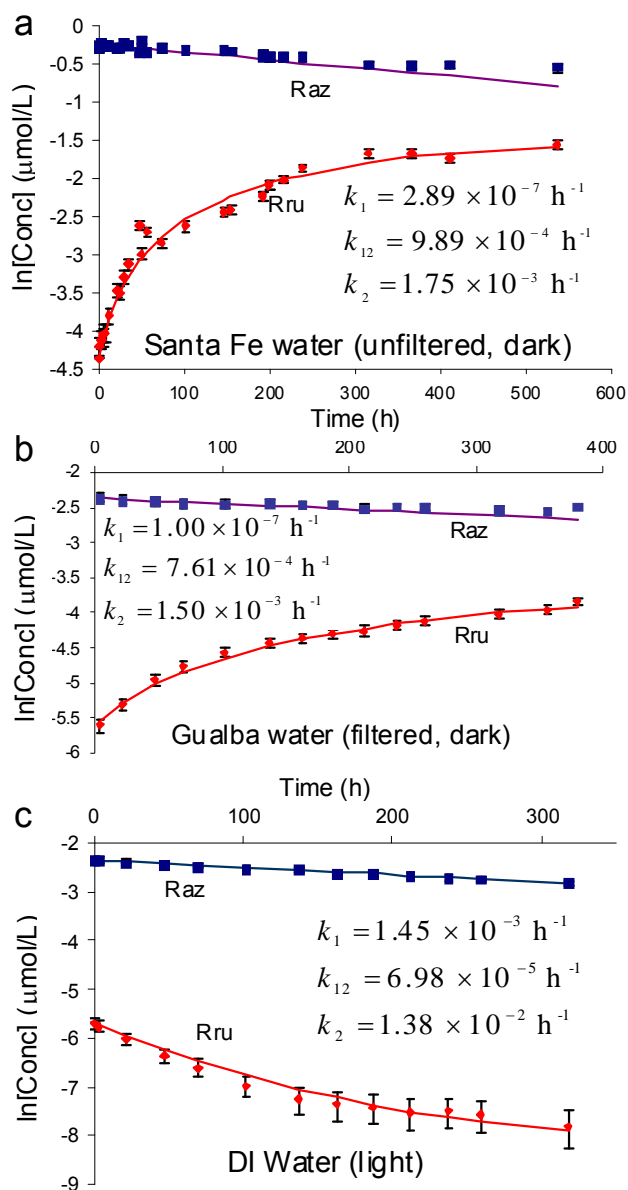 a
0
-0.5
-1
-1.5
-2
-2.5
-3
-3.5
-4
-4.5
ln[Conc] (μmol/L)
Raz
Rru
k₁ = 2.89 × 10⁻⁷ h⁻¹
k₁₂ = 9.89 × 10⁻⁴ h⁻¹
k₂ = 1.75 × 10⁻³ h⁻¹
Santa Fe water (unfiltered, dark)
0 100 200 300 400 500 600
Time (h)
b
0 100 200 300 400
-2
-2.5
-3
-3.5
-4
-4.5
-5
-5.5
-6
ln[Conc] (μmol/L)
Raz
k₁ = 1.00 × 10⁻⁷ h⁻¹
k₁₂ = 7.61 × 10⁻⁴ h⁻¹
k₂ = 1.50 × 10⁻³ h⁻¹
Rru
Gualba water (filtered, dark)
Time (h)
c
0 100 200 300
-2
-3
-4
-5
-6
-7
-8
-9
ln[Conc] (μmol/L)
Raz
k₁ = 1.45 × 10⁻³ h⁻¹
k₁₂ = 6.98 × 10⁻⁵ h⁻¹
k₂ = 1.38 × 10⁻² h⁻¹
Rru
DI Water (light)